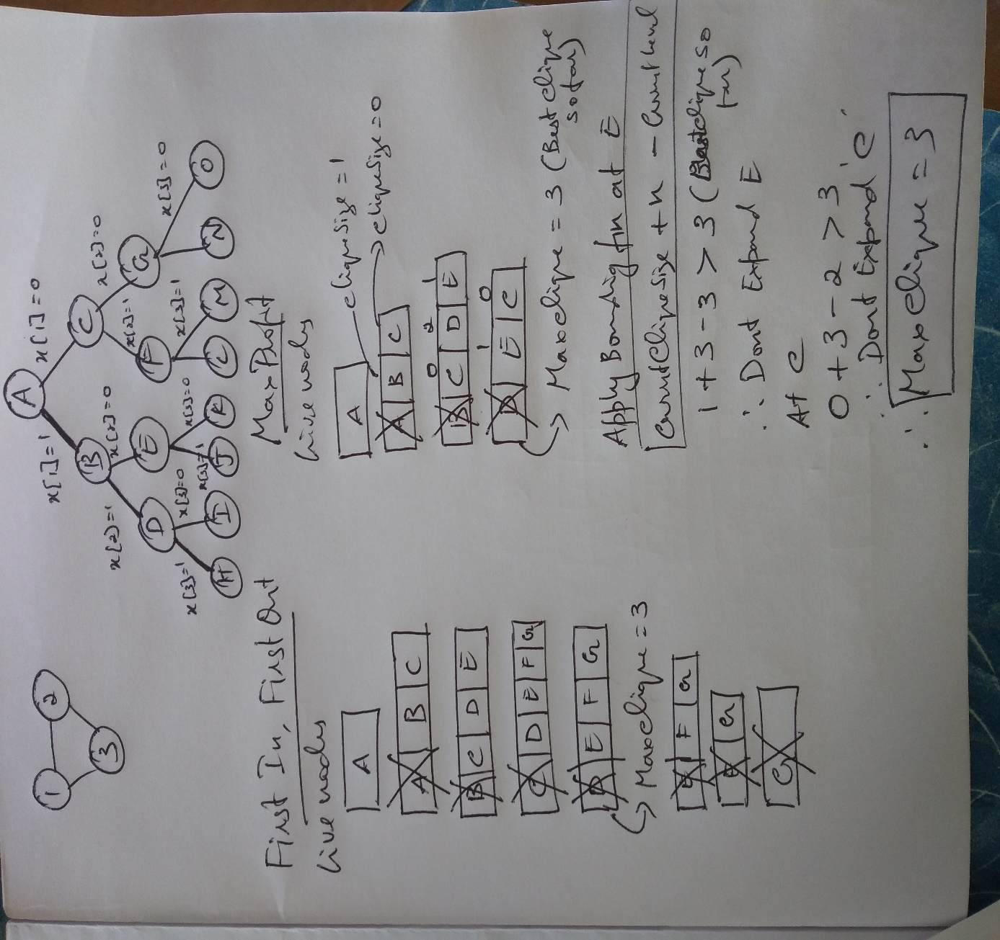 1
2
3
A
x[1]=1
x[1]=0
B
C
x[2]=1
x[2]=0
x[2]=1
x[2]=0
D
E
F
G
x[3]=1
x[3]=0
x[3]=1
x[3]=0
x[3]=1
x[3]=0
H
I
J
K
L
M
N
O
First In, First Out
Live nodes
A
A B C
B C D E
C D E F G
D E F G
→ Maxclique = 3
E F G
F G
G
Max Profit
Live nodes
A
cliquesize = 1
A B C
cliquesize = 0
0 2 1
B C D E
1 0
D E C
→ Maxclique = 3 (Best clique
so far)
Apply Bounding fn at E
CurrntCliqueSize + n - Currnt level
1 + 3 - 3 > 3 (Bestclique so
far)
∴ Dont Expand E
At C
0 + 3 - 2 > 3
∴ Dont Expand 'C'
∴ Maxclique = 3